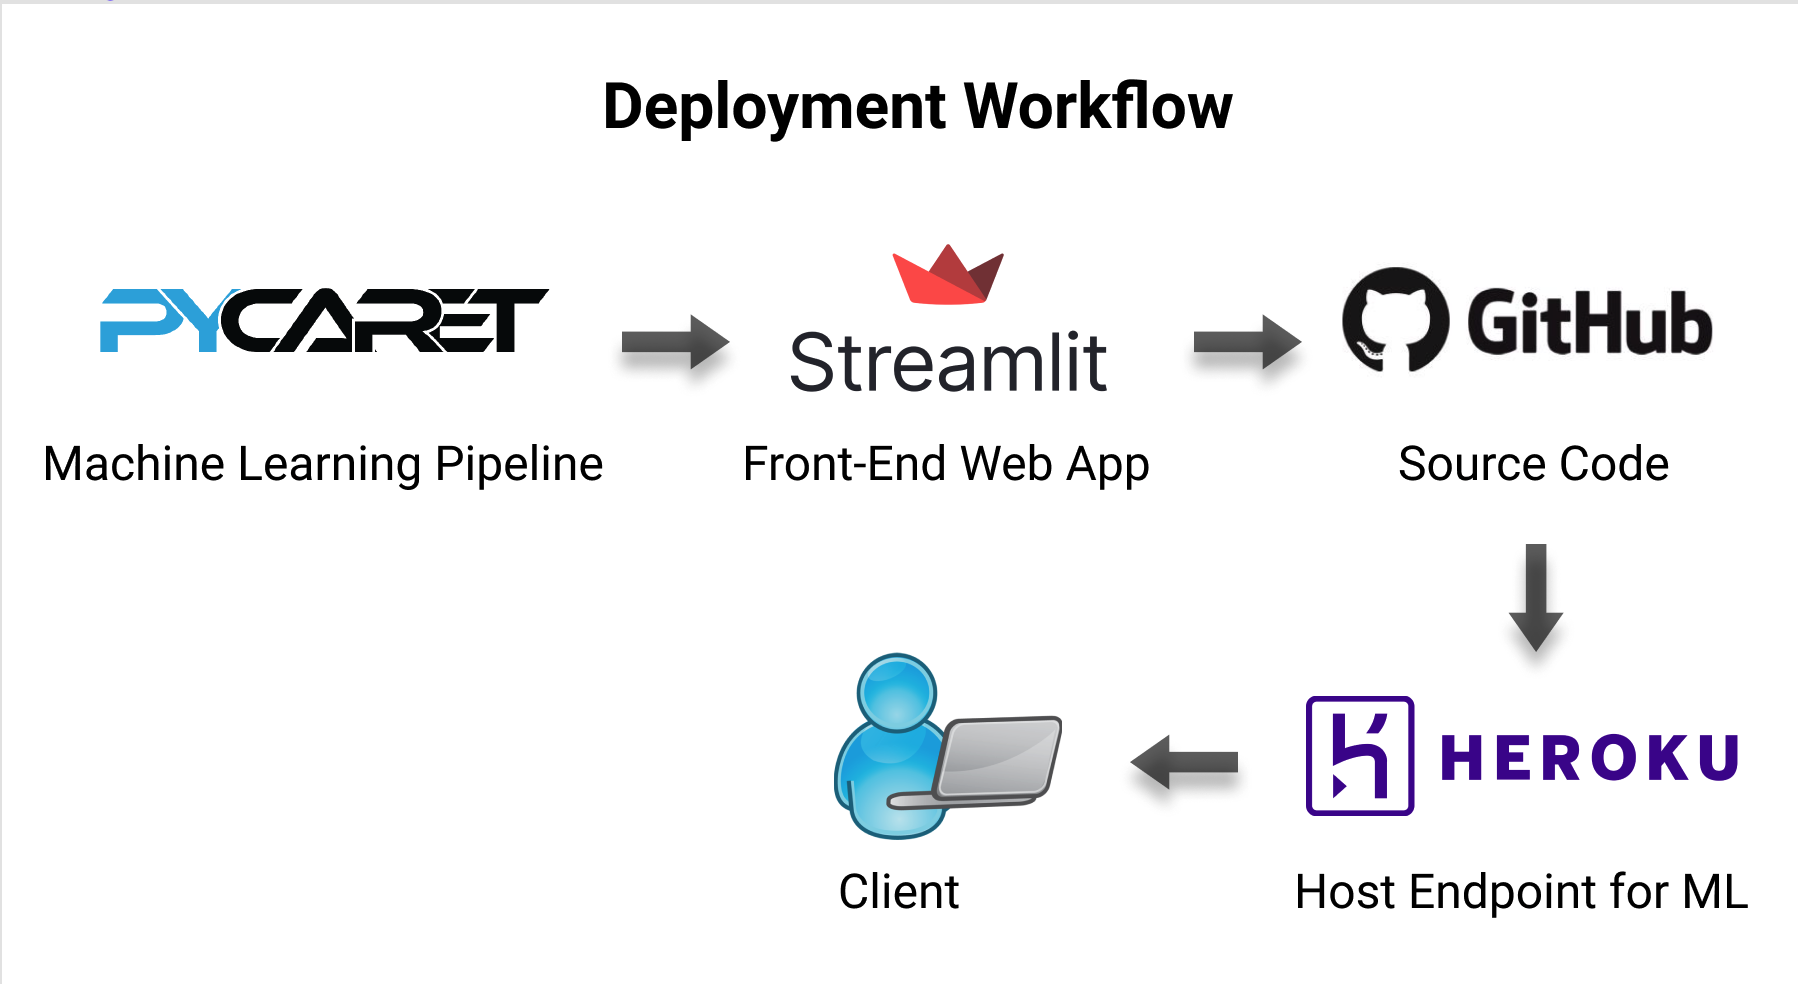 Deployment Workflow
PYCARET
Streamlit
GitHub
Machine Learning Pipeline
Front-End Web App
Source Code
HEROKU
Client
Host Endpoint for ML